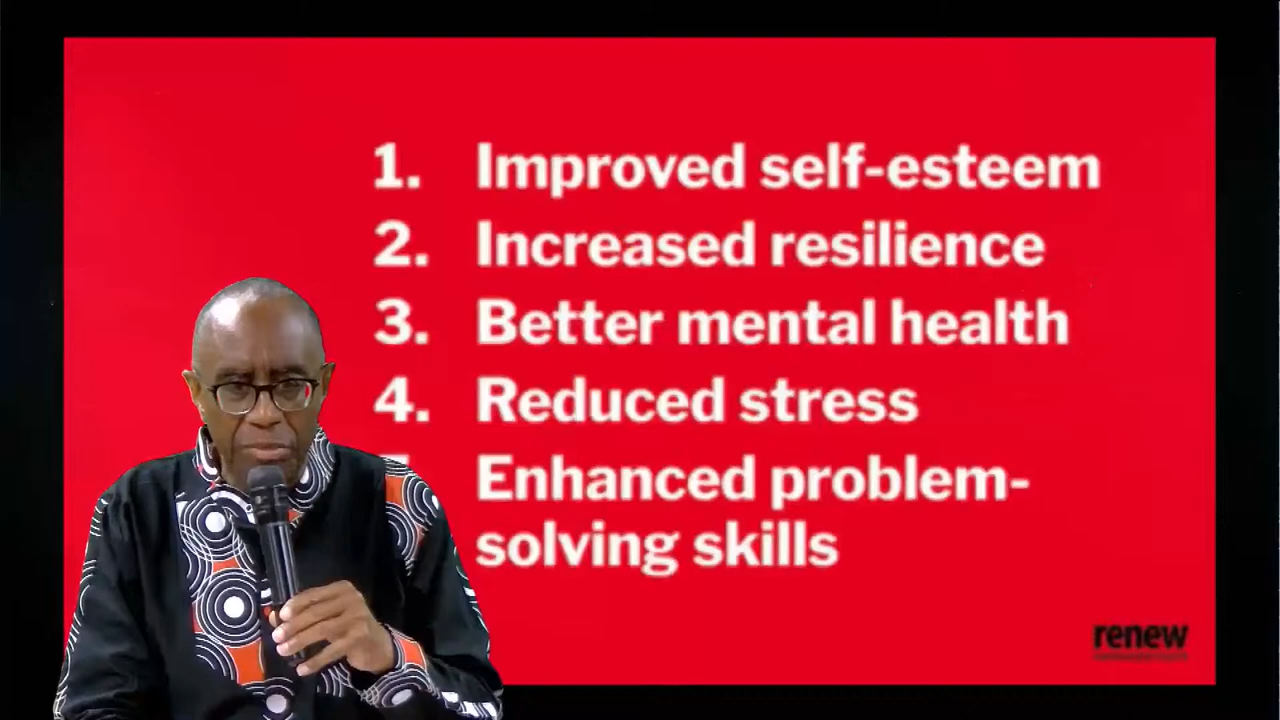 1. Improved self-esteem
2. Increased resilience
3. Better mental health
4. Reduced stress
Enhanced problem-
solving skills
renew